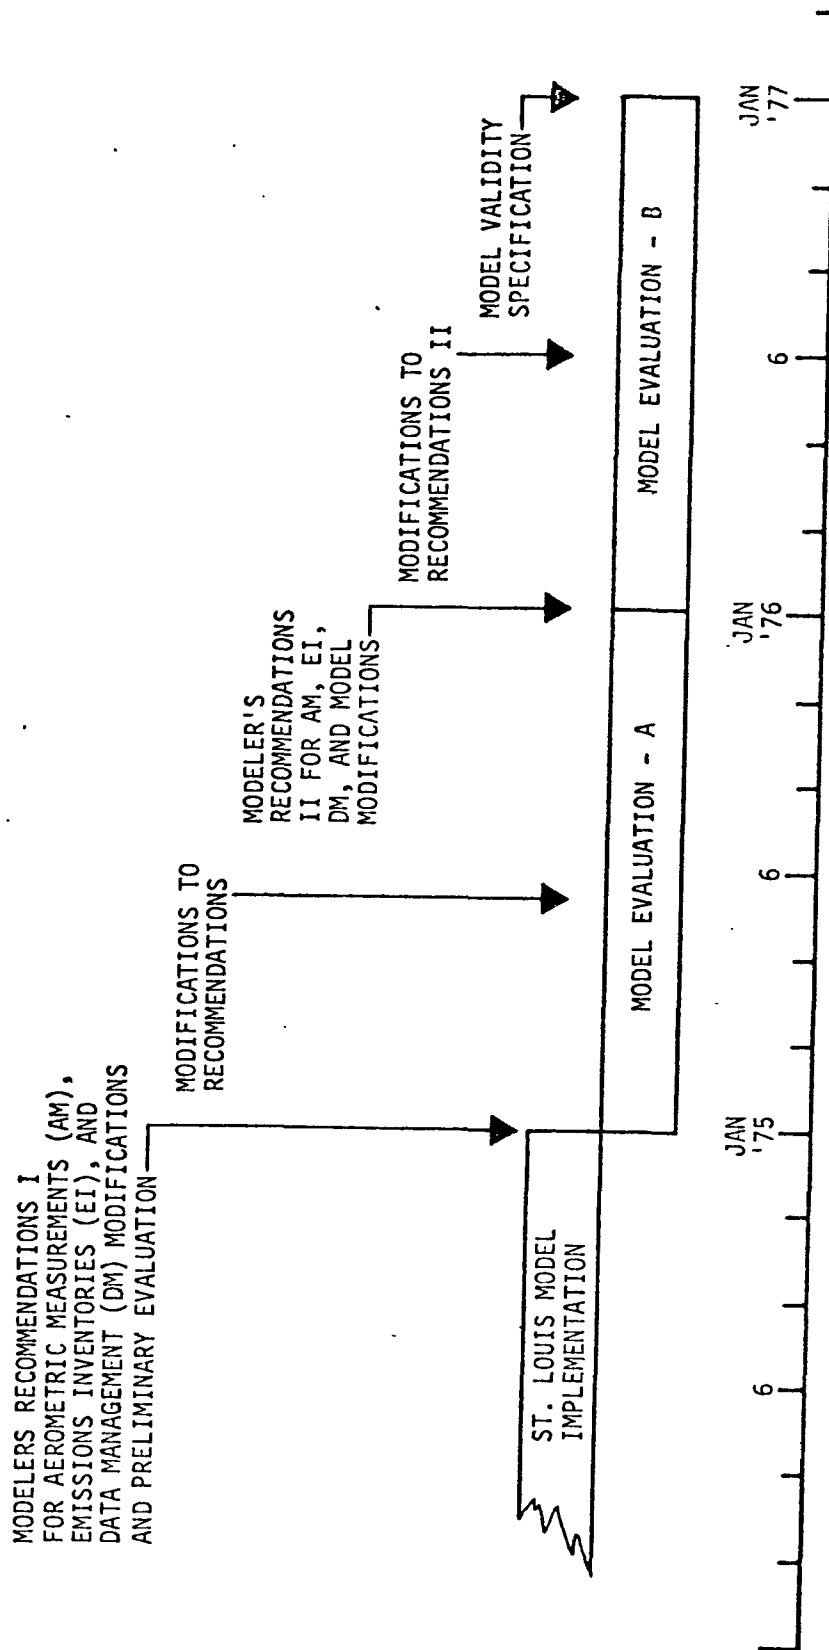 MODELERS RECOMMENDATIONS I
FOR AEROMETRIC MEASUREMENTS (AM),
EMISSIONS INVENTORIES (EI), AND
DATA MANAGEMENT (DM) MODIFICATIONS
AND PRELIMINARY EVALUATION
MODIFICATIONS TO
RECOMMENDATIONS
MODELER'S
RECOMMENDATIONS
II FOR AM, EI,
DM, AND MODEL
MODIFICATIONS
MODIFICATIONS TO
RECOMMENDATIONS II
MODEL VALIDITY
SPECIFICATION
ST. LOUIS MODEL
IMPLEMENTATION
MODEL EVALUATION - A
MODEL EVALUATION - B
6
JAN
'75
6
JAN
'76
6
JAN
'77